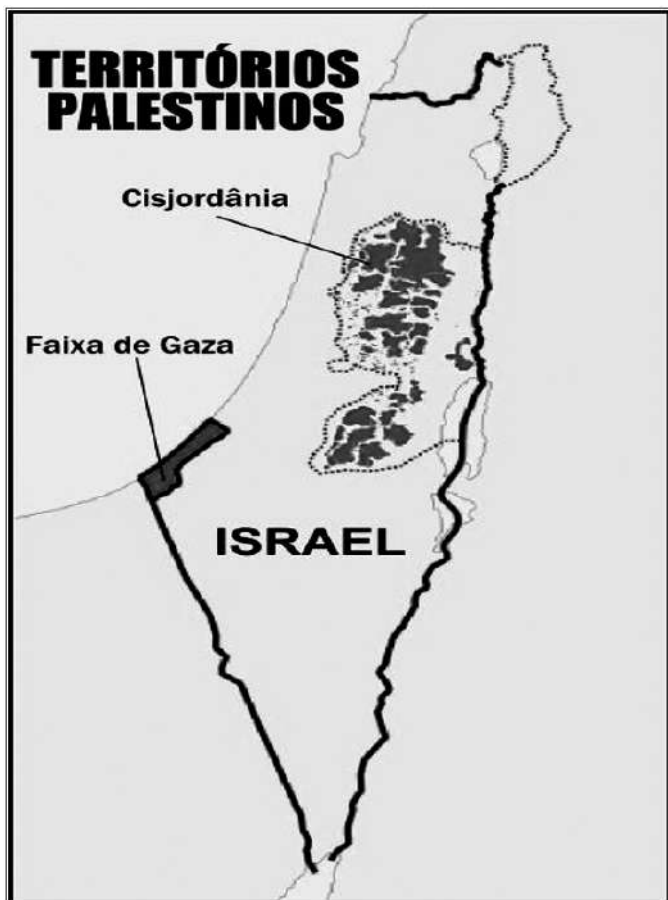 TERRITÓRIOS
PALESTINOS
Cisjordânia
Faixa de Gaza
ISRAEL